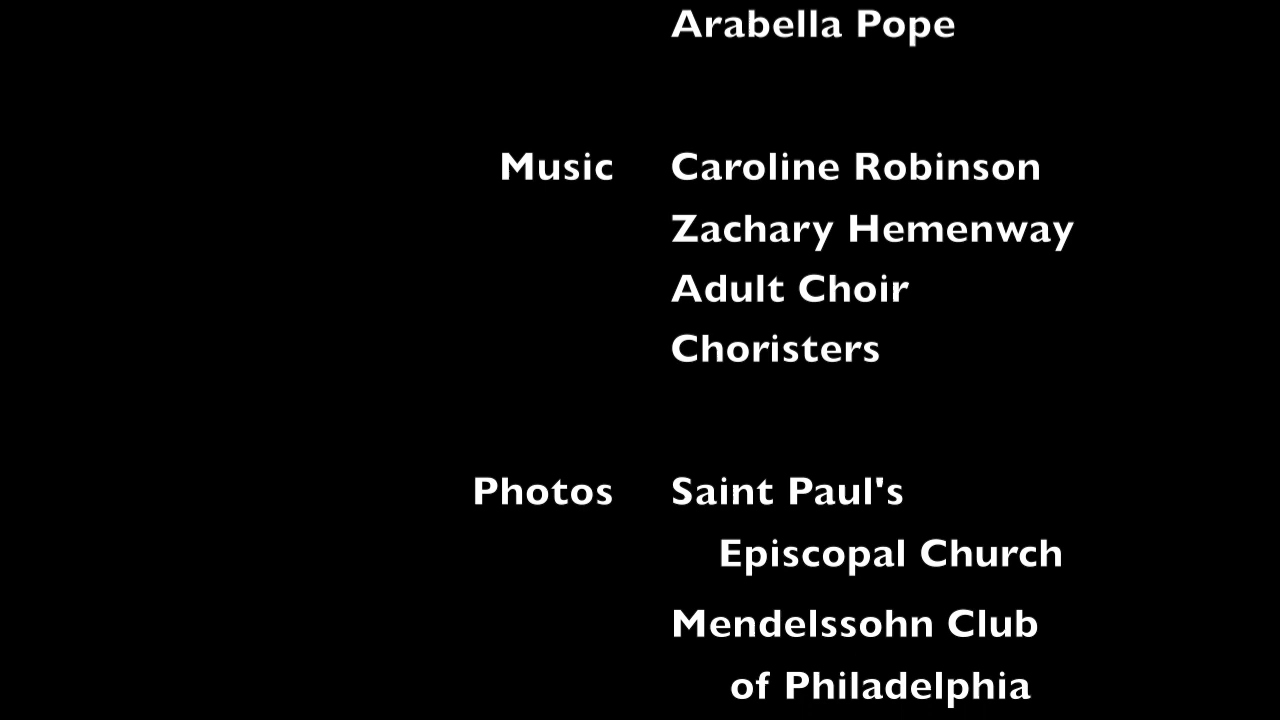 Arabella Pope
Music Caroline Robinson
Zachary Hemenway
Adult Choir
Choristers
Photos Saint Paul's
Episcopal Church
Mendelssohn Club
of Philadelphia